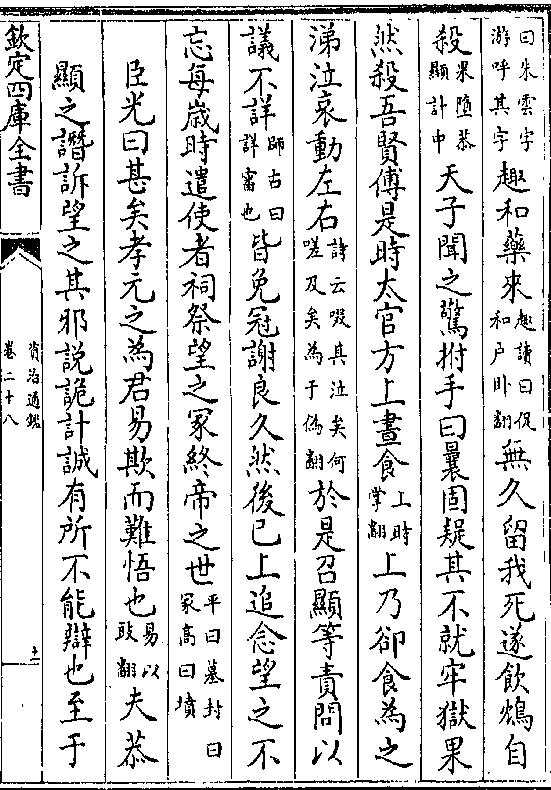 曰朱雲字游呼其字趣和藥來趣讀曰促和户卧翻無久留我死遂飲鴆自
殺果墮恭顯計中天子聞之驚拊手曰曩固疑其不就牢獄果
然殺吾賢傅是時太官方上晝食上時掌翻上乃卻食為之
涕泣哀動左右詩云啜其泣矣何嗟及矣為于偽翻於是召顯等責問以
議不詳師古曰詳審也皆免冠謝良久然後已上追念望之不
忘每歲時遣使者祠祭望之冢終帝之世平曰墓封曰冢高曰墳
臣光曰甚矣孝元之為君易欺而難悟也易以豉翻夫恭
顯之譖訴望之其邪說詭計誠有所不能辯也至于
欽定四庫全書
資治通鑑
卷二十八
十一